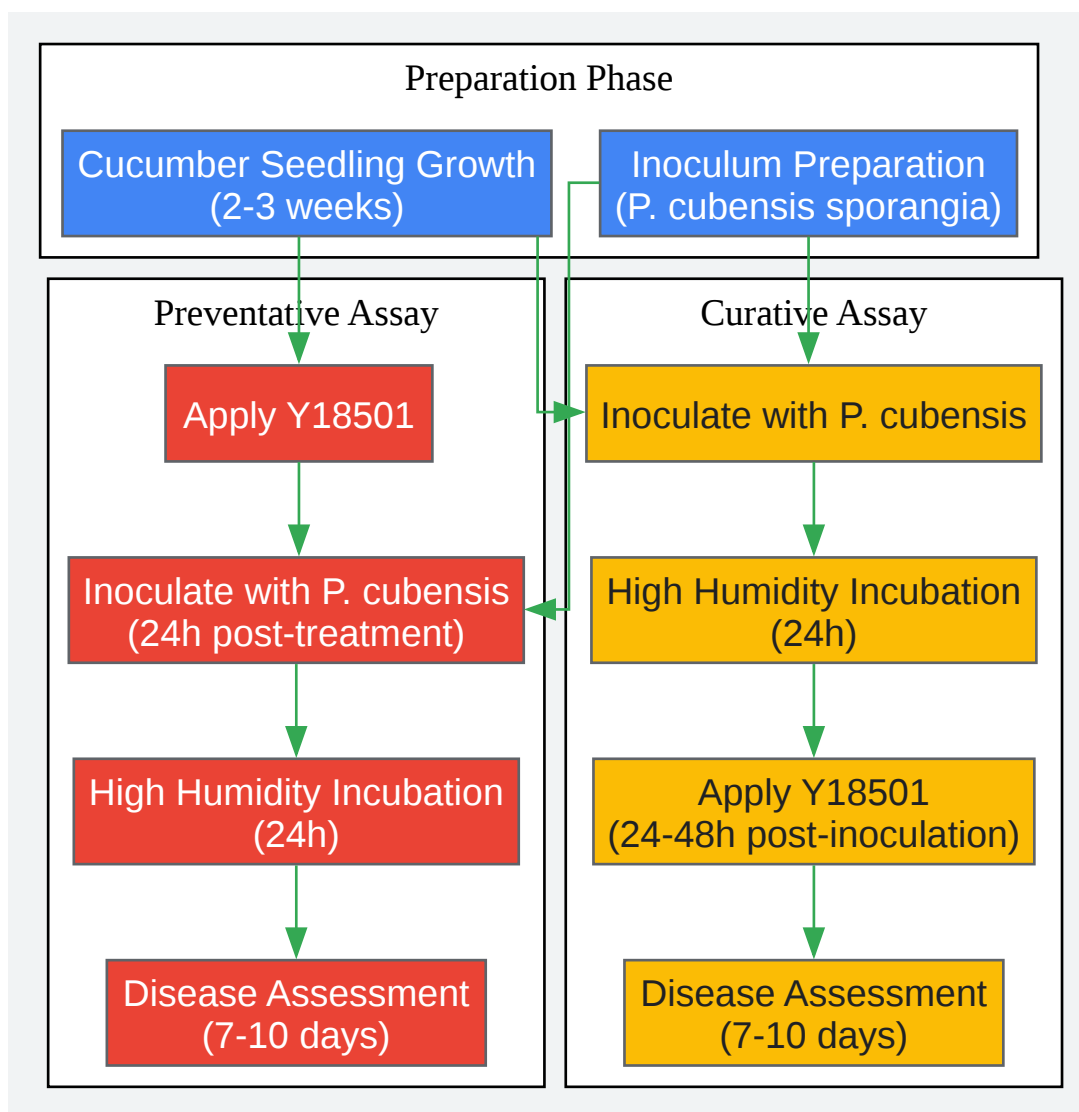 Preparation Phase
Cucumber Seedling Growth
(2-3 weeks)
Inoculum Preparation
(P. cubensis sporangia)
Preventative Assay
Apply Y18501
Inoculate with P. cubensis
(24h post-treatment)
High Humidity Incubation
(24h)
Disease Assessment
(7-10 days)
Curative Assay
Inoculate with P. cubensis
High Humidity Incubation
(24h)
Apply Y18501
(24-48h post-inoculation)
Disease Assessment
(7-10 days)